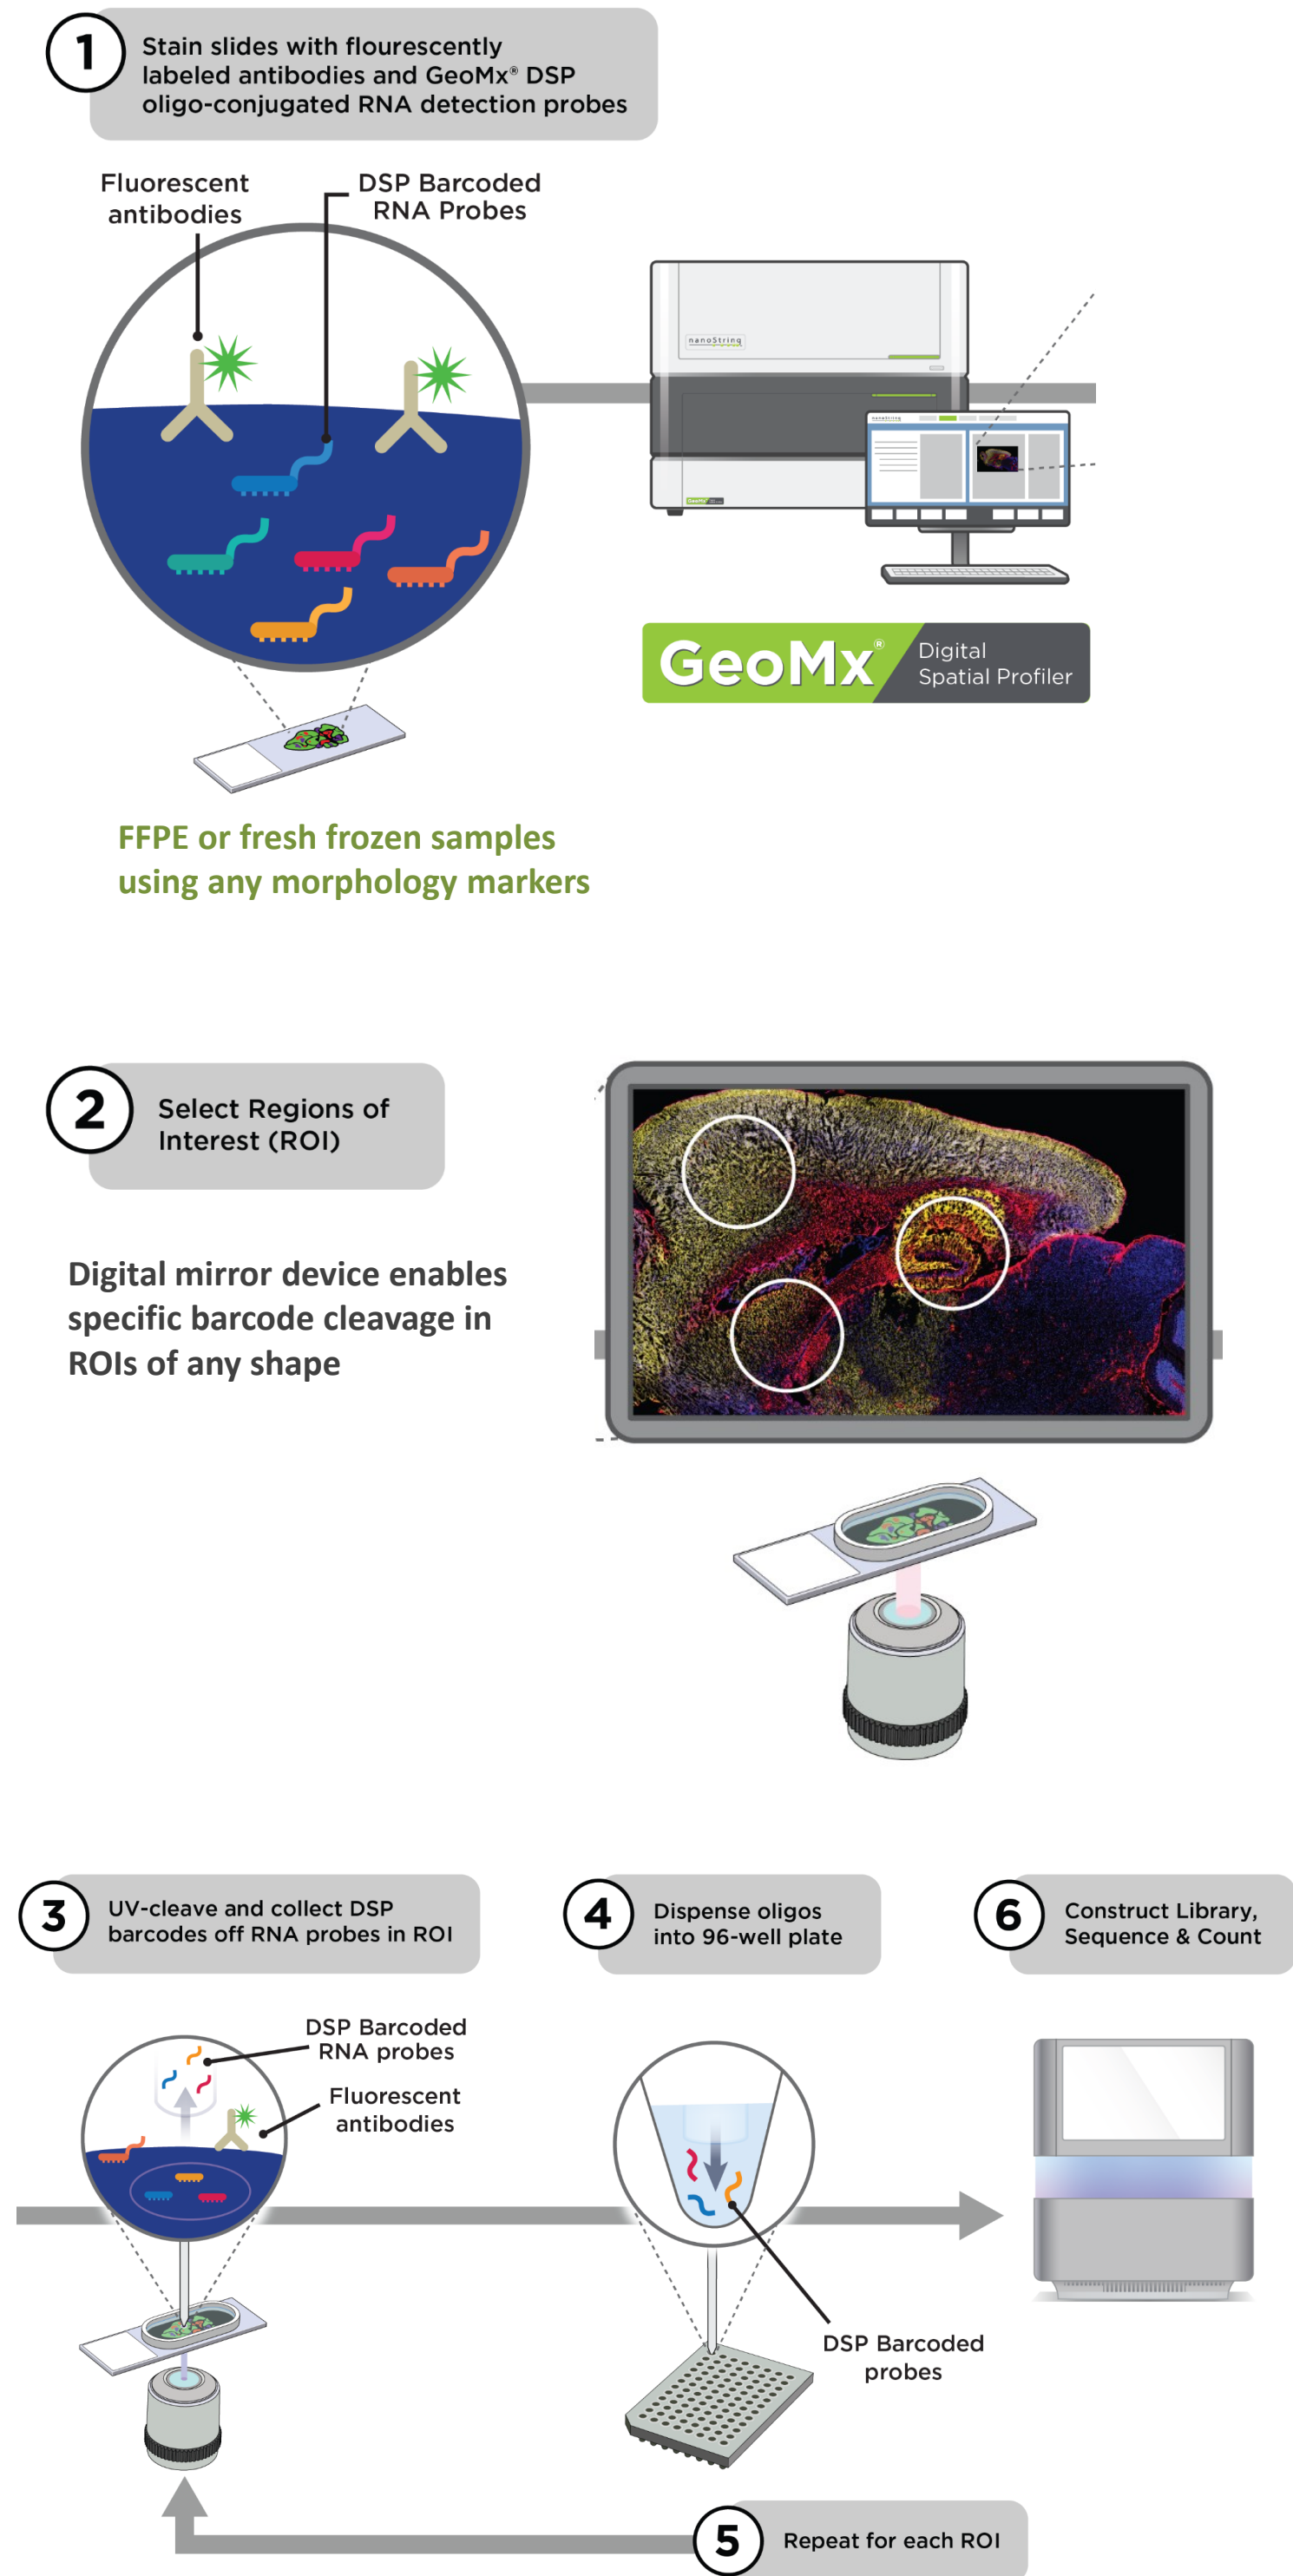 1
Stain slides with flourescently
labeled antibodies and GeoMx® DSP
oligo-conjugated RNA detection probes
Fluorescent
antibodies
DSP Barcoded
RNA Probes
nanoString
nanoString
GeoMx
GeoMx®
Digital
Spatial Profiler
FFPE or fresh frozen samples
using any morphology markers
2
Select Regions of
Interest (ROI)
Digital mirror device enables
specific barcode cleavage in
ROIs of any shape
3
UV-cleave and collect DSP
barcodes off RNA probes in ROI
DSP Barcoded
RNA probes
Fluorescent
antibodies
4
Dispense oligos
into 96-well plate
DSP Barcoded
probes
6
Construct Library,
Sequence & Count
5
Repeat for each ROI